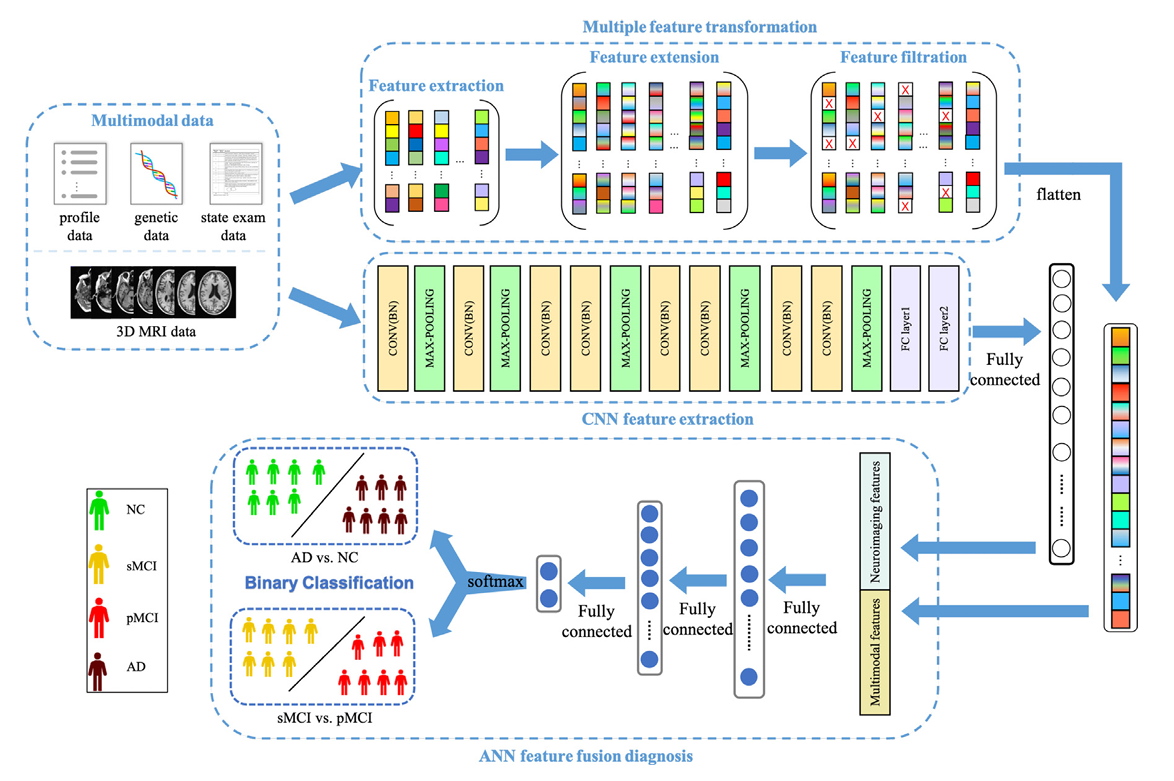 Multiple feature transformation
Feature extraction
Feature extension
Feature filtration
X
X
X
X
X
X
X
X
X
...
...
...
Multimodal data
profile
data
genetic
data
state exam
data
3D MRI data
flatten
CONV(BN)
MAX-POOLING
CONV(BN)
MAX-POOLING
CONV(BN)
CONV(BN)
MAX-POOLING
CONV(BN)
CONV(BN)
MAX-POOLING
CONV(BN)
CONV(BN)
MAX-POOLING
FC layer1
FC layer2
Fully
connected
CNN feature extraction
NC
sMCI
pMCI
AD
AD vs. NC
Binary Classification
sMCI vs. pMCI
softmax
Fully
connected
Fully
connected
Fully
connected
Neuroimaging features
Multimodal features
ANN feature fusion diagnosis